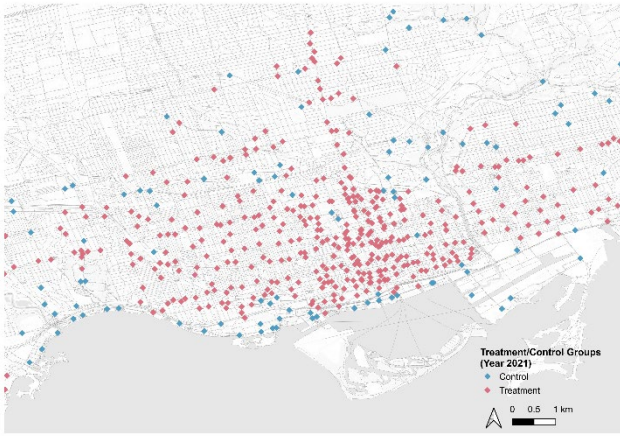 Treatment/Control Groups
(Year 2021)
Control
Treatment
0 0.5 1 km